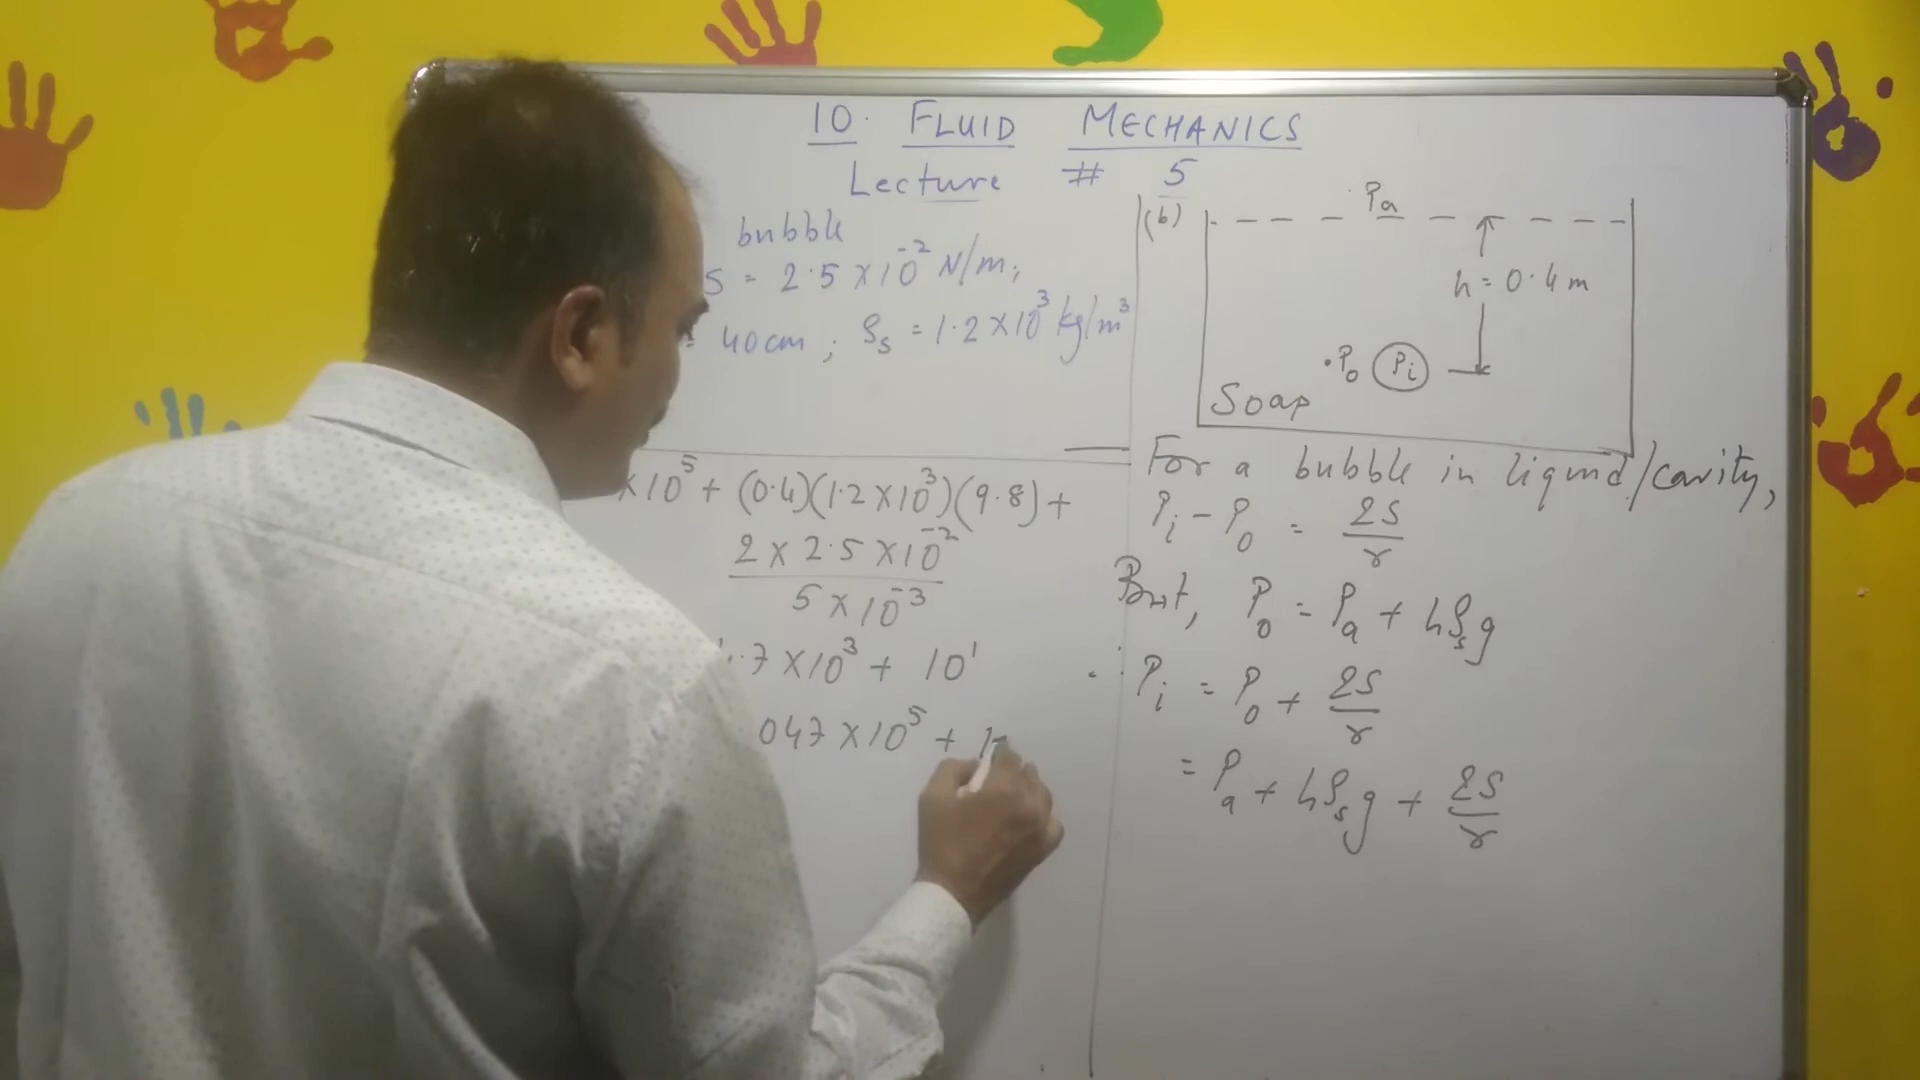 10. FLUID MECHANICS
Lecture # 5
bubble
S = 2.5 × 10⁻² N/m;
= 40cm; ρₛ = 1.2 × 10³ kg/m³
× 10⁵ + (0.4)(1.2 × 10³)(9.8) +
2 × 2.5 × 10⁻²
5 × 10⁻³
.7 × 10³ + 10¹
047 × 10⁵ + 1
(b)
Pa
h = 0.4 m
.P₀ Pᵢ
Soap
For a bubble in liquid/cavity,
Pᵢ - P₀ = 2S/r
But, P₀ = Pₐ + hρₛg
∴ Pᵢ = P₀ + 2S/r
= Pₐ + hρₛg + 2S/r